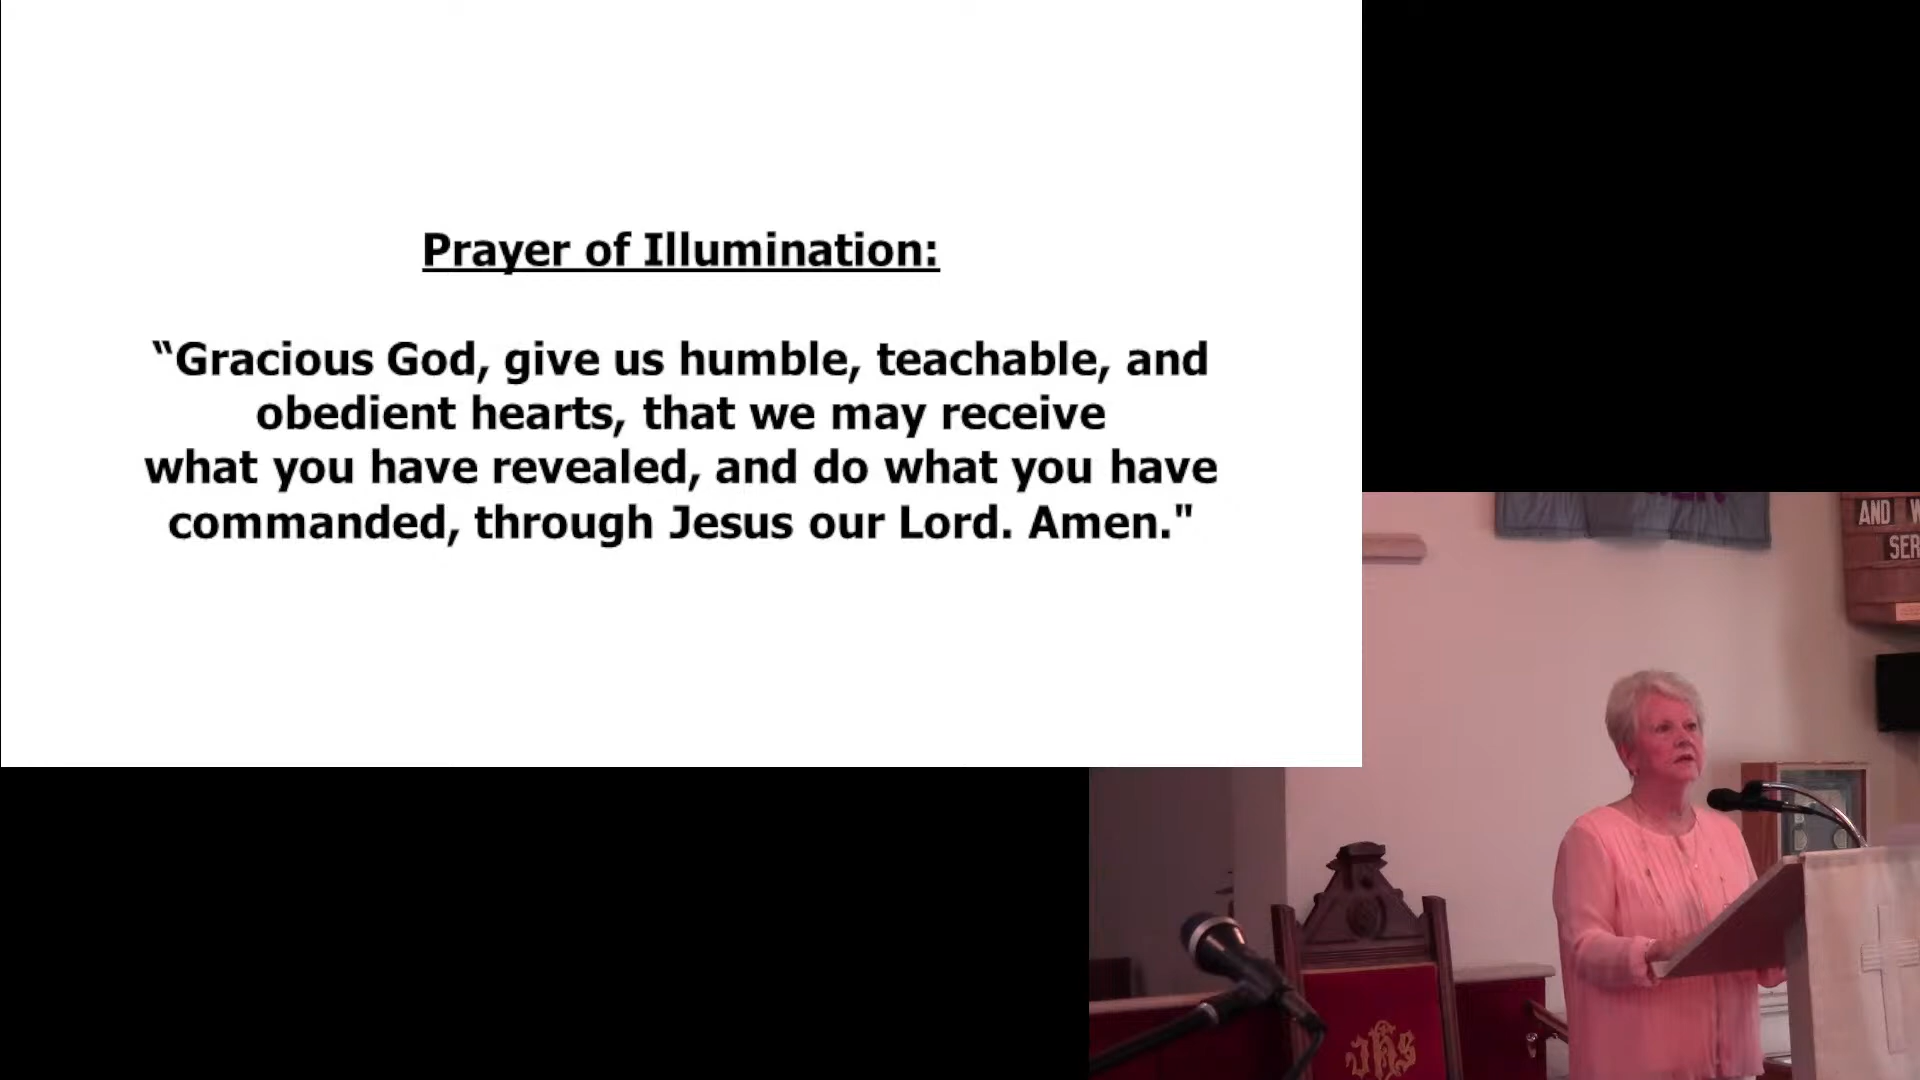 Prayer of Illumination:
“Gracious God, give us humble, teachable, and
obedient hearts, that we may receive
what you have revealed, and do what you have
commanded, through Jesus our Lord. Amen."
AND
SER
JHS